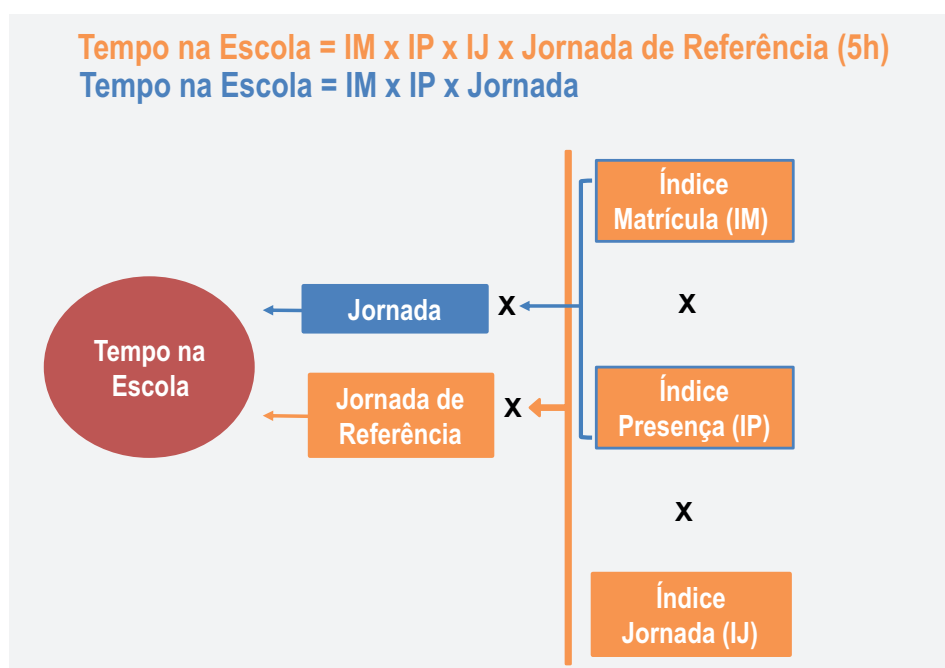 Tempo na Escola = IM x IP x IJ x Jornada de Referência (5h)
Tempo na Escola = IM x IP x Jornada
Índice
Matrícula (IM)
Jornada
X
X
Tempo na
Escola
Jornada de
Referência
X
Índice
Presença (IP)
X
Índice
Jornada (IJ)